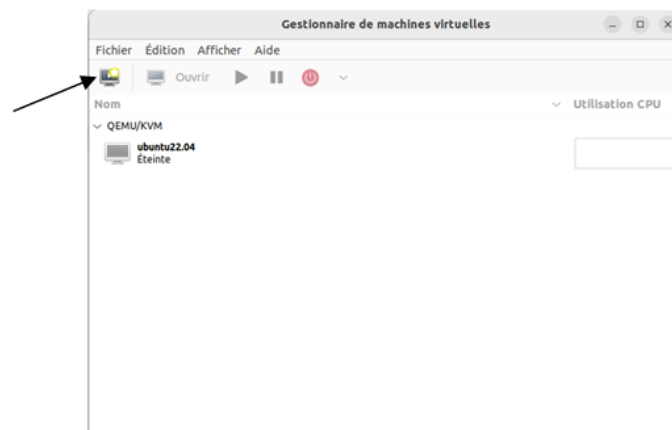 Gestionnaire de machines virtuelles
Fichier Édition Afficher Aide
Ouvrir
Nom Utilisation CPU
QEMU/KVM
ubuntu22.04
Éteinte